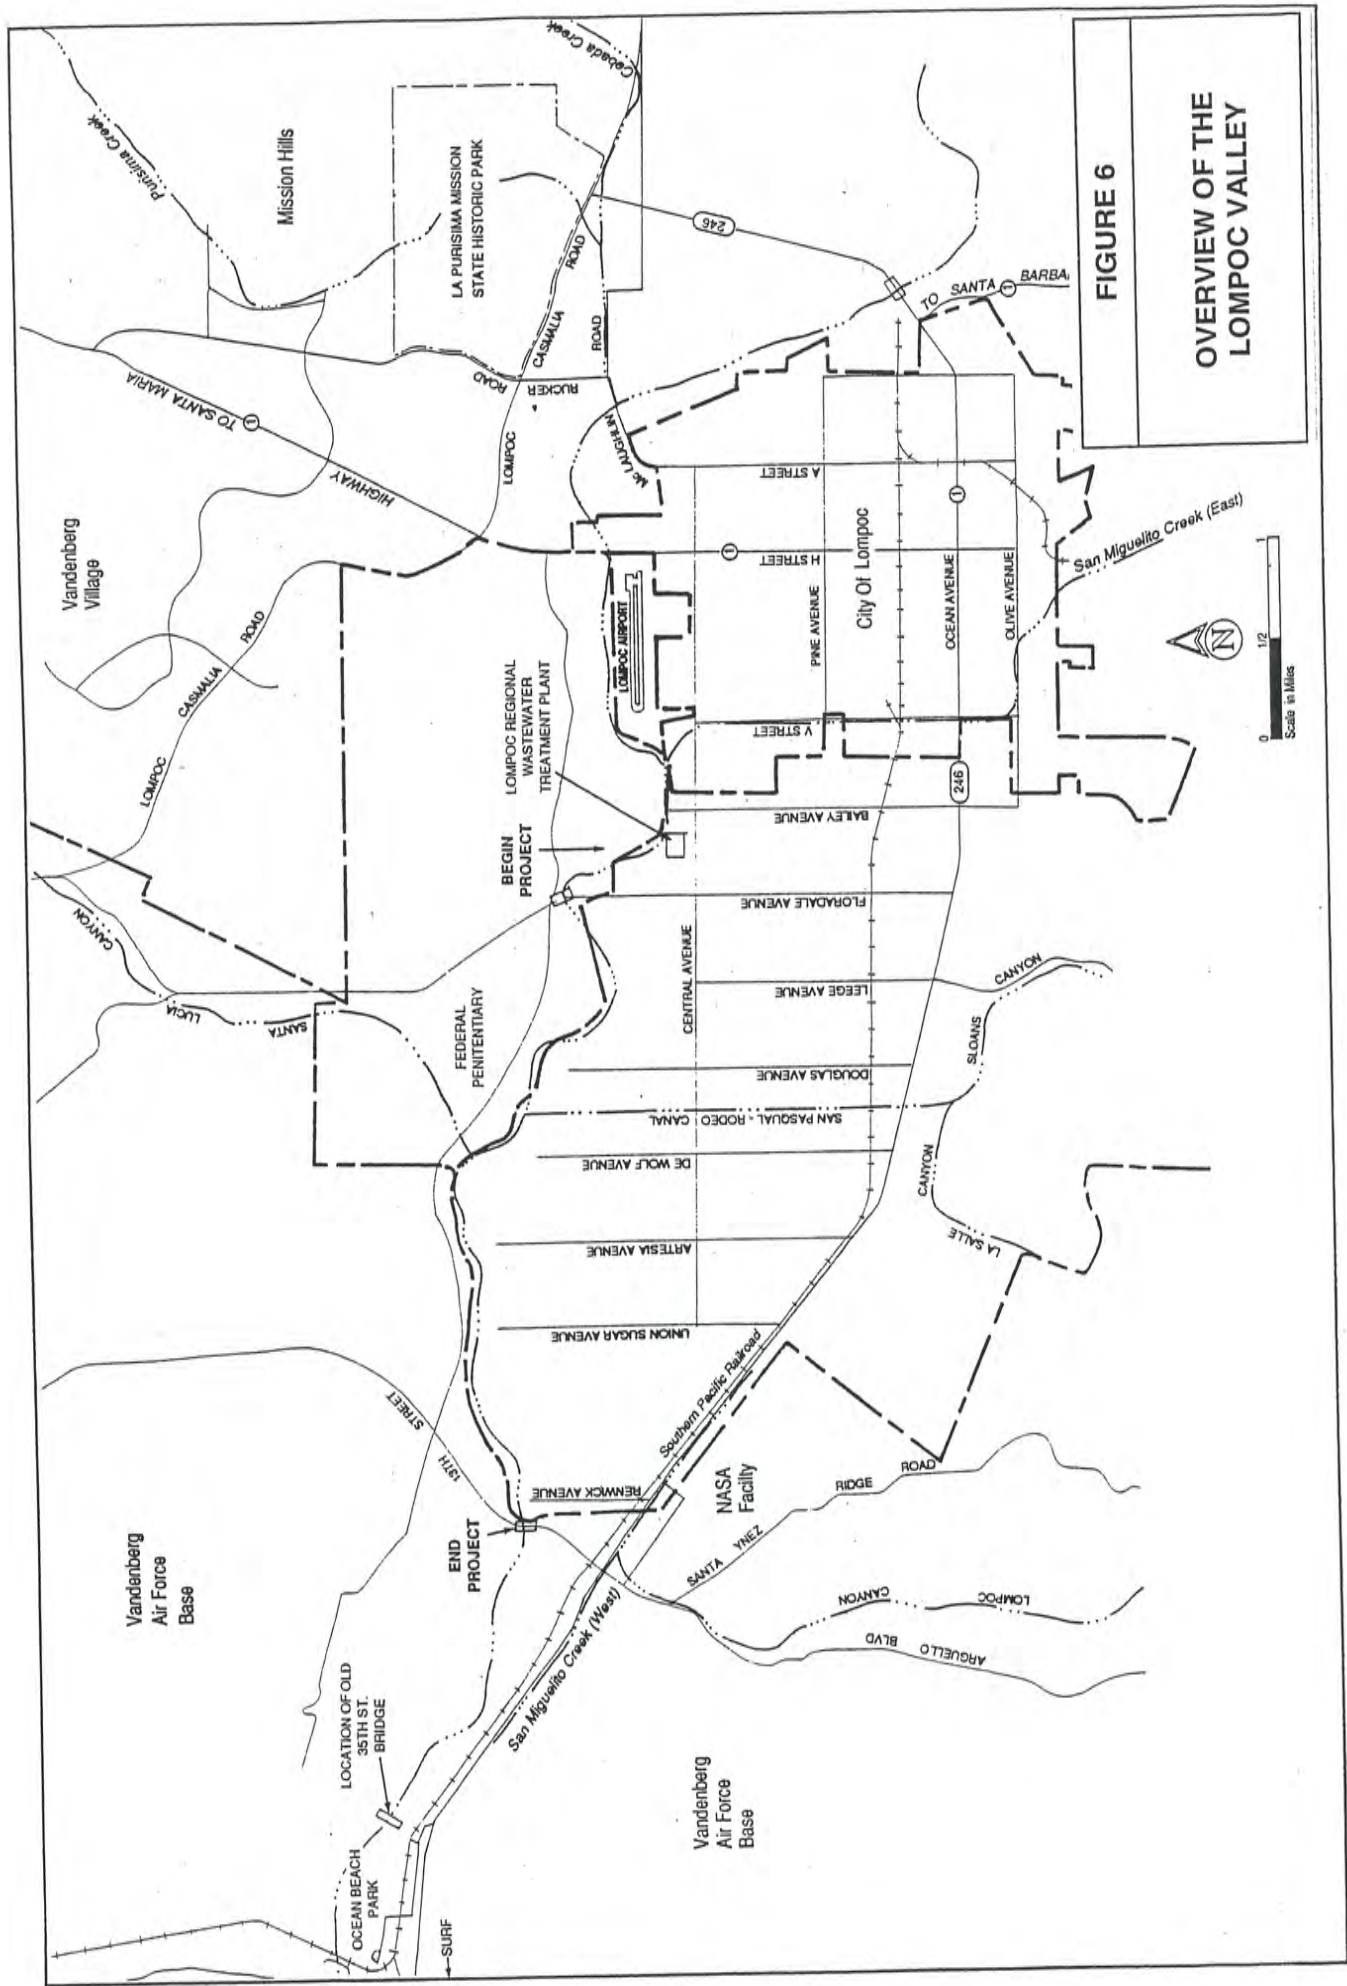 FIGURE 6
OVERVIEW OF THE
LOMPOC VALLEY
Vandenberg
Air Force
Base
Vandenberg
Village
Mission Hills
Purisima Creek
Cebada Creek
LA PURISIMA MISSION
STATE HISTORIC PARK
TO SANTA MARIA
1
HIGHWAY
LOMPOC
CASMALIA
ROAD
LOMPOC
CASMALIA
ROAD
RUCKER
ROAD
Mc LAUGHLIN
ROAD
246
CANYON
LUCIA
SANTA
FEDERAL
PENITENTIARY
13TH
STREET
LOCATION OF OLD
35TH ST.
BRIDGE
OCEAN BEACH
PARK
SURF
END
PROJECT
BEGIN
PROJECT
LOMPOC REGIONAL
WASTEWATER
TREATMENT PLANT
LOMPOC AIRPORT
RENWICK AVENUE
UNION SUGAR AVENUE
ARTESIA AVENUE
DE WOLF AVENUE
SAN PASQUAL - RODEO CANAL
DOUGLAS AVENUE
LEEGE AVENUE
CENTRAL AVENUE
FLORADALE AVENUE
BAILEY AVENUE
V STREET
H STREET
1
A STREET
PINE AVENUE
City Of Lompoc
OCEAN AVENUE
1
OLIVE AVENUE
246
TO SANTA BARBA
1
San Miguelito Creek (East)
Southern Pacific Railroad
San Miguelito Creek (West)
NASA
Facility
SANTA YNEZ RIDGE ROAD
LOMPOC
CANYON
ARGUELLO BLVD
LA SALLE
CANYON
SLOANS
CANYON
Vandenberg
Air Force
Base
N
0 1/2 1
Scale in Miles